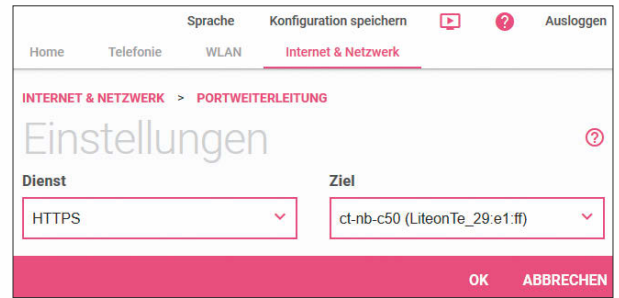 Sprache Konfiguration speichern ? Ausloggen
Home Telefonie WLAN Internet & Netzwerk
INTERNET & NETZWERK > PORTWEITERLEITUNG
Einstellungen ?
Dienst Ziel
HTTPS ct-nb-c50 (LiteonTe_29:e1:ff)
OK ABBRECHEN